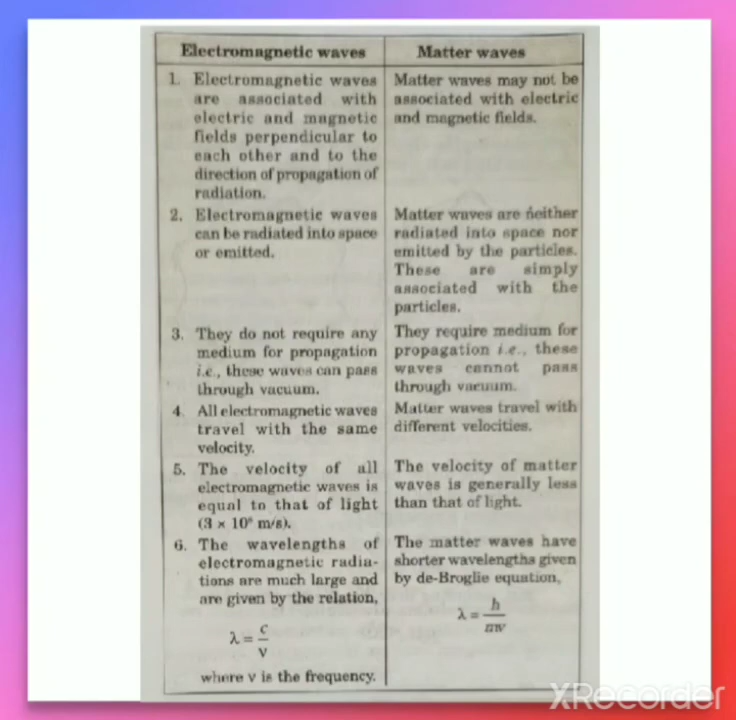 Electromagnetic waves
Matter waves
1. Electromagnetic waves
are associated with
electric and magnetic
fields perpendicular to
each other and to the
direction of propagation of
radiation.
Matter waves may not be
associated with electric
and magnetic fields.
2. Electromagnetic waves
can be radiated into space
or emitted.
Matter waves are neither
radiated into space nor
emitted by the particles.
These are simply
associated with the
particles.
3. They do not require any
medium for propagation
i.e., these waves can pass
through vacuum.
They require medium for
propagation i.e., these
waves cannot pass
through vacuum.
4. All electromagnetic waves
travel with the same
velocity.
Matter waves travel with
different velocities.
5. The velocity of all
electromagnetic waves is
equal to that of light
(3 × 10⁸ m/s).
The velocity of matter
waves is generally less
than that of light.
6. The wavelengths of
electromagnetic radia-
tions are much large and
are given by the relation,
λ = c/ν
where ν is the frequency.
The matter waves have
shorter wavelengths given
by de-Broglie equation,
λ = h/mv
XRecorder